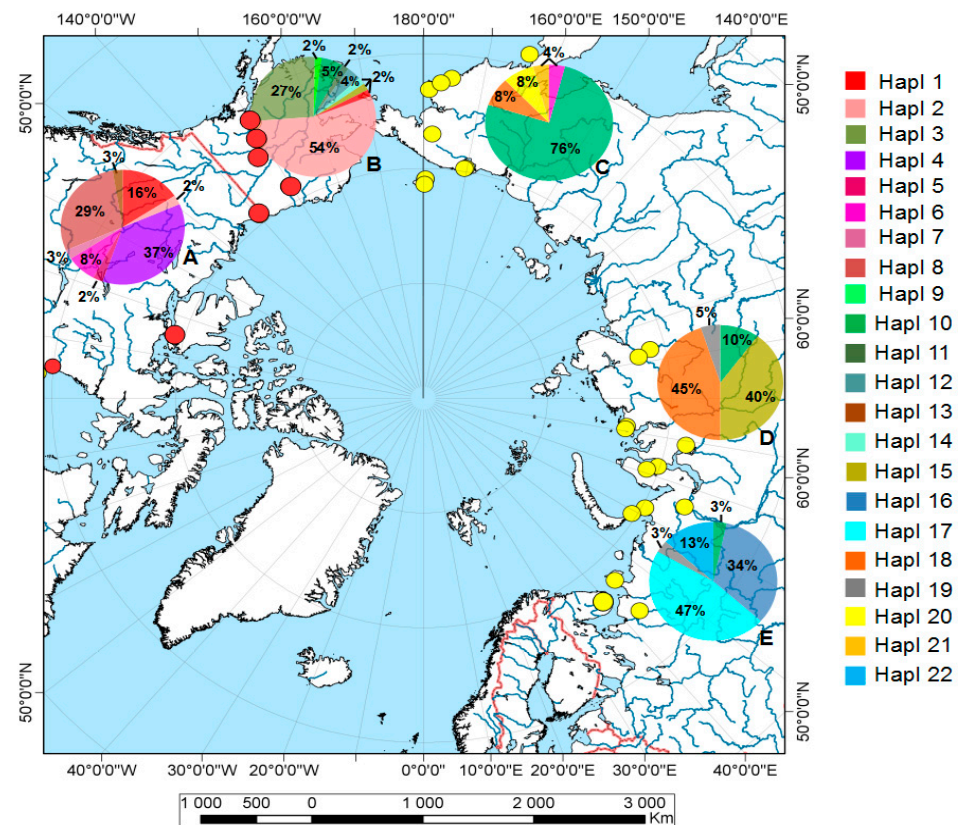 140°0'0"W 160°0'0"W 180°0'0" 160°0'0"E 150°0'0"E 140°0'0"E
50°0'0"N
50°0'0"N
60°0'0"N
60°0'0"N
50°0'0"N
50°0'0"N
2%
2%
5%
4%
2%
27%
54%
B
4%
8%
8%
76%
C
3%
16%
2%
29%
37%
A
3%
8%
2%
5%
10%
45%
40%
D
3%
3%
13%
34%
47%
E
40°0'0"W 30°0'0"W 20°0'0"W 0°0'0" 10°0'0"E 20°0'0"E 30°0'0"E 40°0'0"E
1 000 500 0 1 000 2 000 3 000
Km
Hapl 1
Hapl 2
Hapl 3
Hapl 4
Hapl 5
Hapl 6
Hapl 7
Hapl 8
Hapl 9
Hapl 10
Hapl 11
Hapl 12
Hapl 13
Hapl 14
Hapl 15
Hapl 16
Hapl 17
Hapl 18
Hapl 19
Hapl 20
Hapl 21
Hapl 22